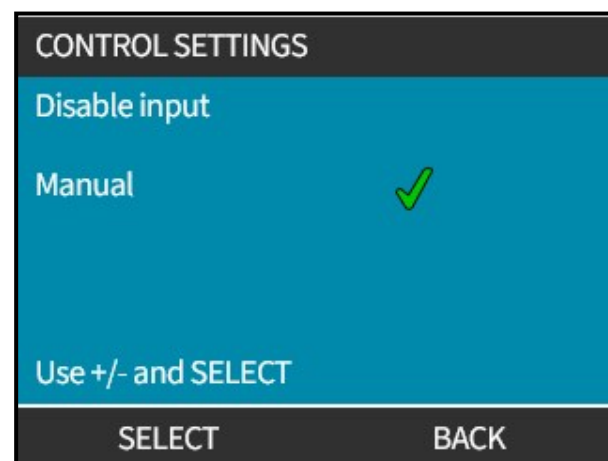 CONTROL SETTINGS
Disable input
Manual
Use +/- and SELECT
SELECT BACK